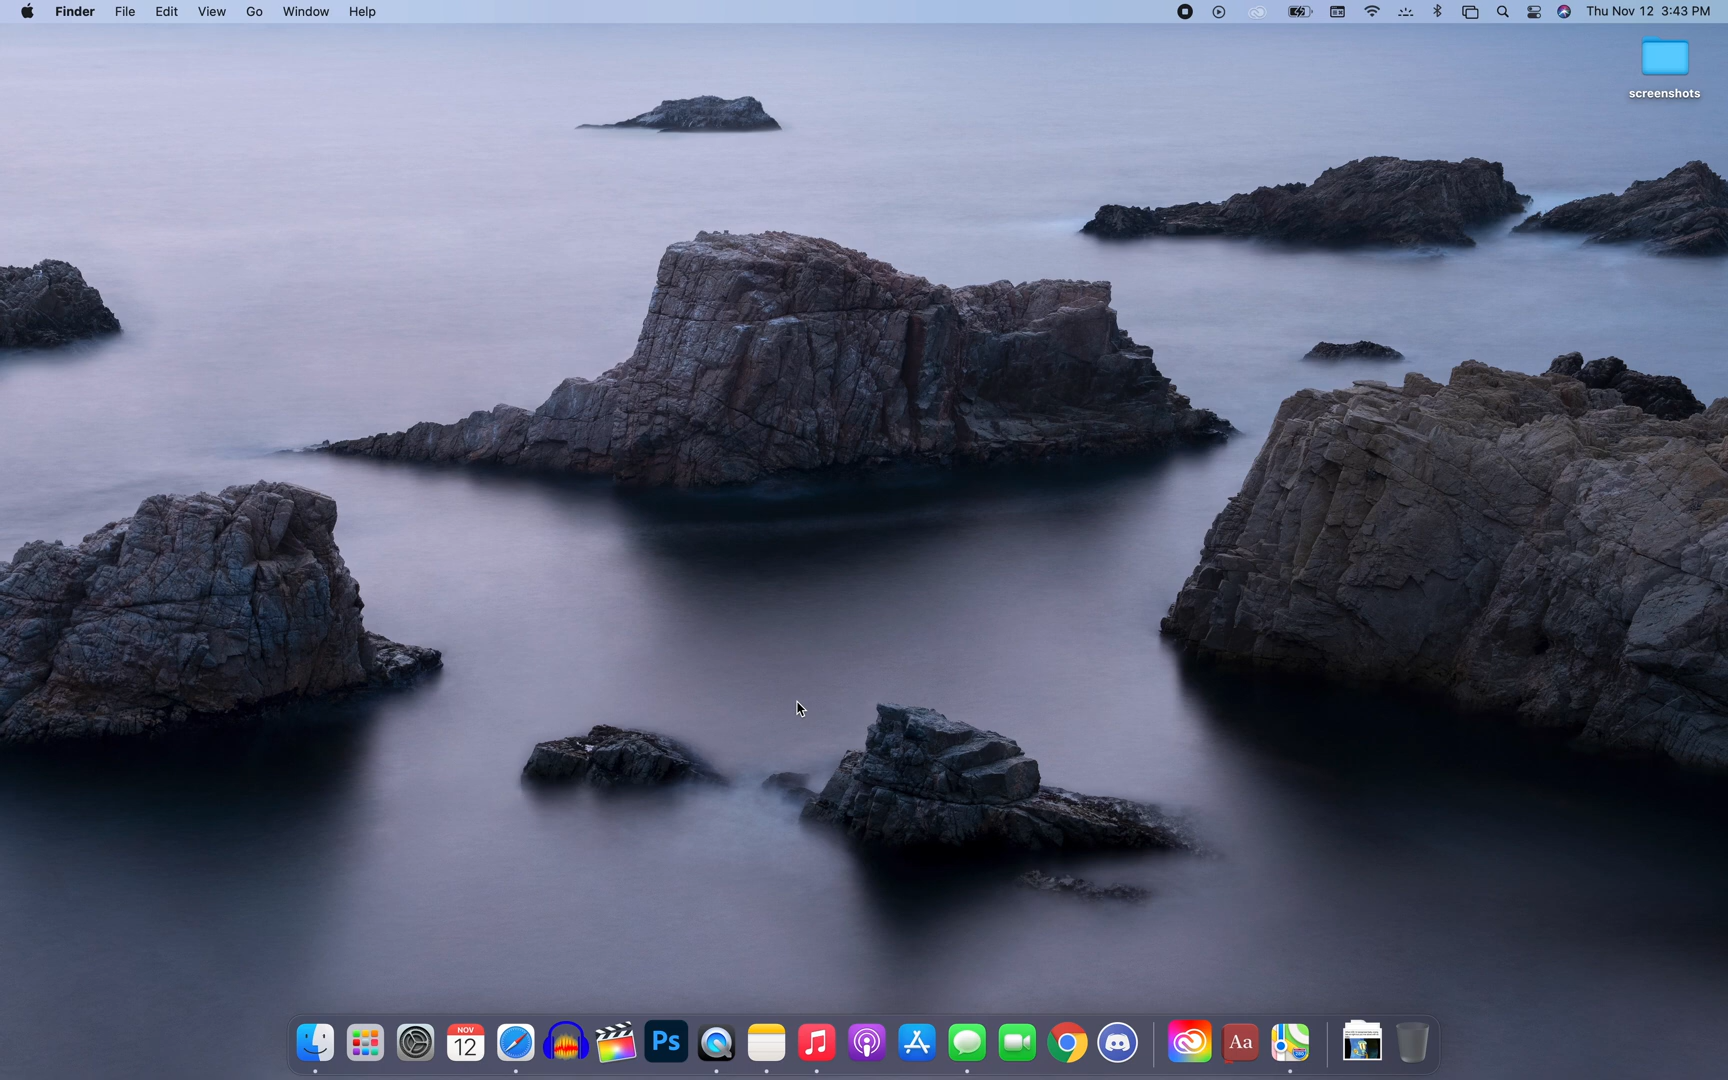 Finder File Edit View Go Window Help Thu Nov 12 3:43 PM
screenshots
NOV
12
Ps
Aa